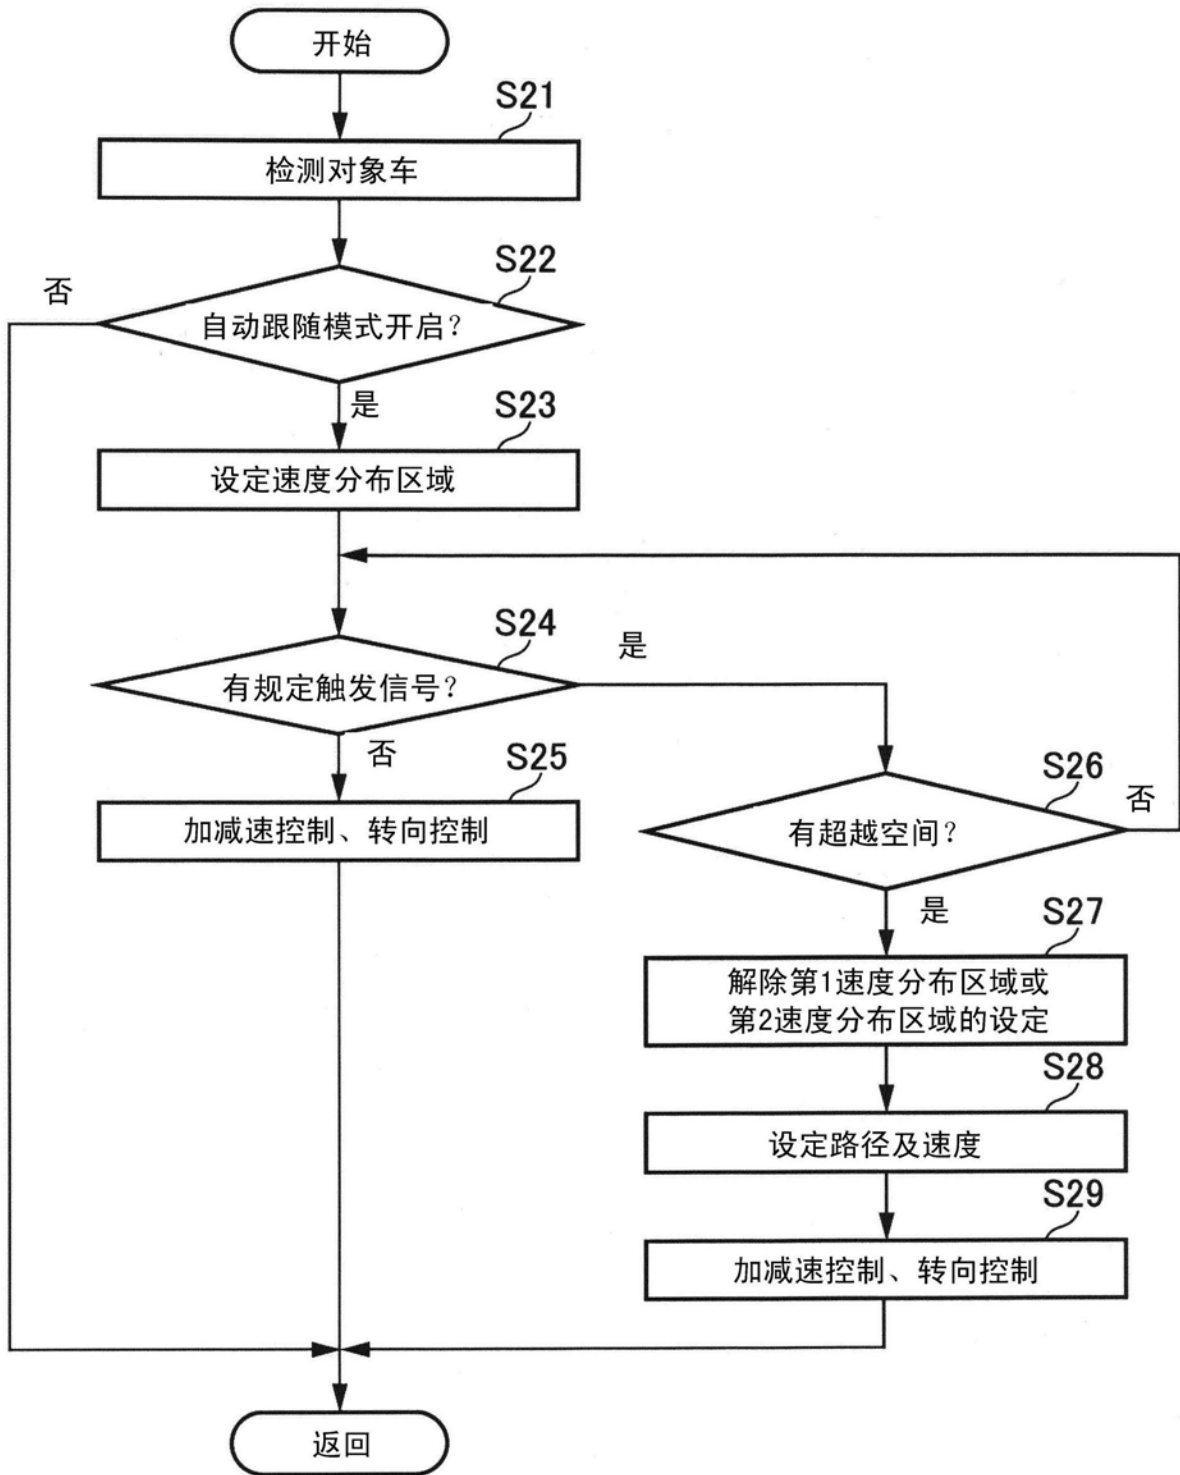 开始
S21
检测对象车
S22
否
自动跟随模式开启？
是
S23
设定速度分布区域
S24
是
有规定触发信号？
否
S25
加减速控制、转向控制
S26
否
有超越空间？
是
S27
解除第1速度分布区域或
第2速度分布区域的设定
S28
设定路径及速度
S29
加减速控制、转向控制
返回